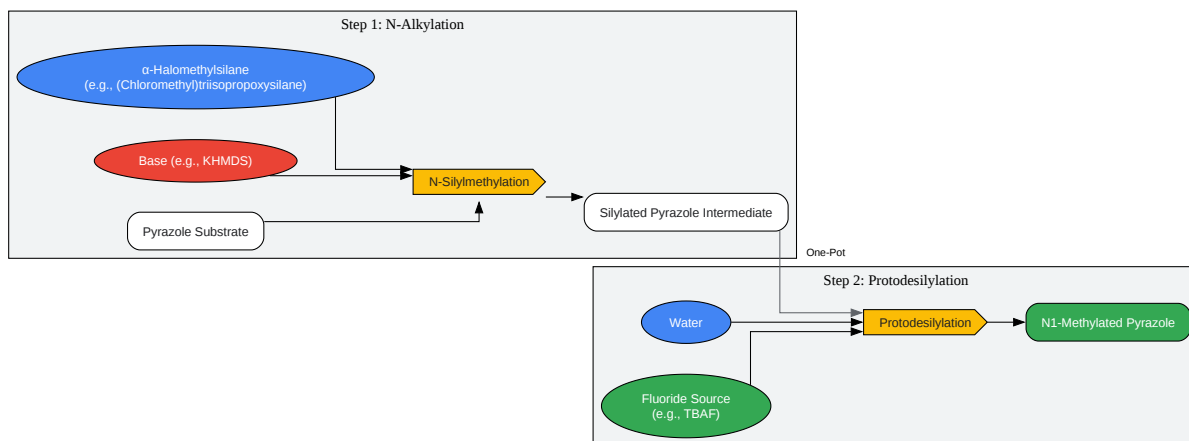 Step 1: N-Alkylation
α-Halomethylsilane
(e.g., (Chloromethyl)triisopropoxysilane)
Base (e.g., KHMDS)
N-Silylmethylation
Pyrazole Substrate
Silylated Pyrazole Intermediate
One-Pot
Step 2: Protodesilylation
Water
Protodesilylation
N1-Methylated Pyrazole
Fluoride Source
(e.g., TBAF)